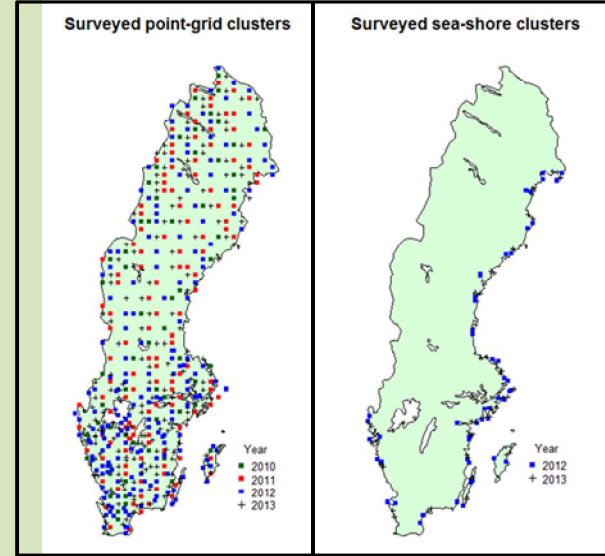 Surveyed point-grid clusters
Year
2010
2011
2012
2013
Surveyed sea-shore clusters
Year
2012
2013